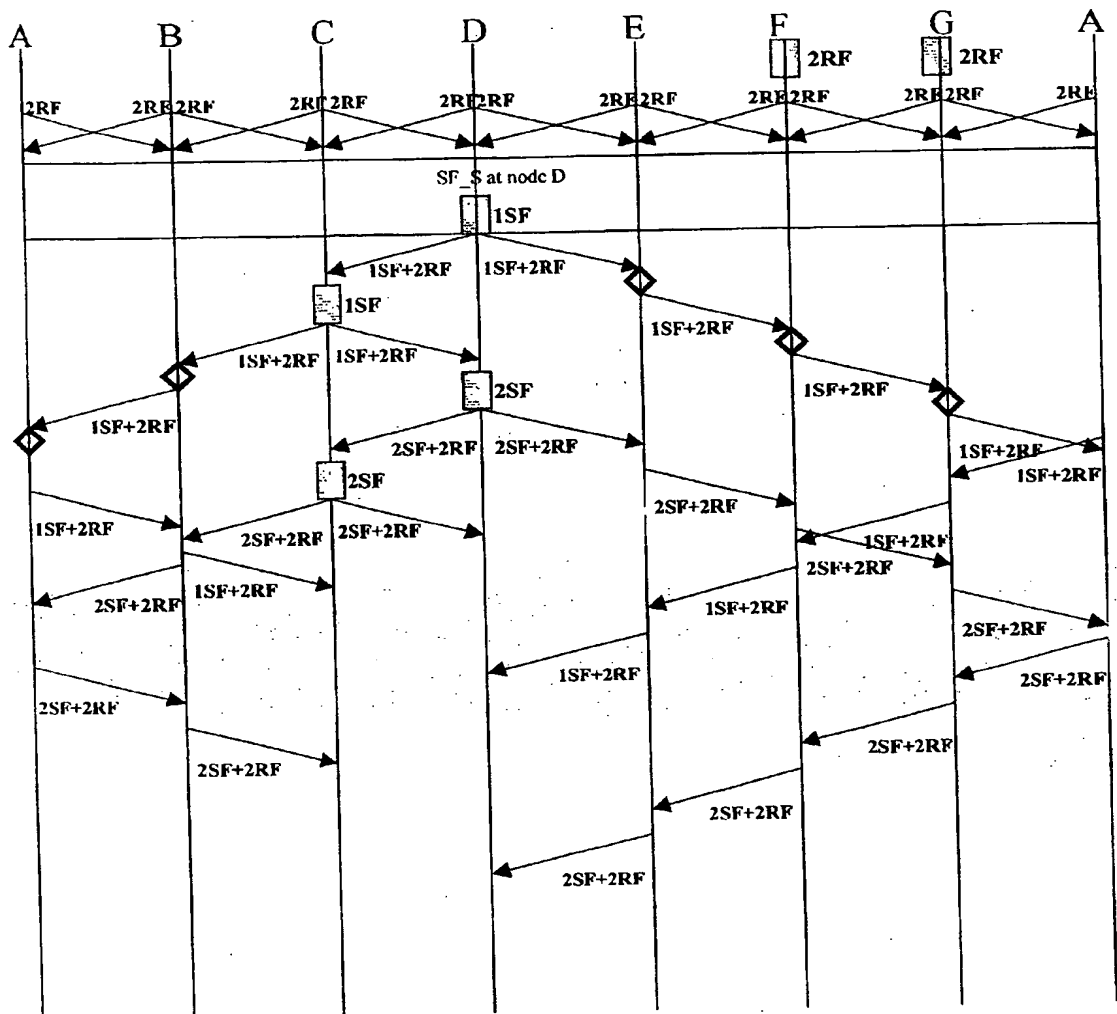 A B C D E F G A
2RF 2RF
2RF 2RF 2RF 2RF 2RF 2RF 2RF 2RF 2RF 2RF 2RF 2RF 2RF 2RF
SF_S at node D
1SF
1SF+2RF 1SF+2RF
1SF
1SF+2RF
1SF+2RF 1SF+2RF
2SF
1SF+2RF
1SF+2RF
2SF+2RF 2SF+2RF
1SF+2RF
1SF+2RF
2SF
2SF+2RF
1SF+2RF
2SF+2RF 2SF+2RF
1SF+2RF
2SF+2RF
1SF+2RF
2SF+2RF
1SF+2RF
2SF+2RF
1SF+2RF
2SF+2RF
2SF+2RF
2SF+2RF
2SF+2RF
2SF+2RF
2SF+2RF